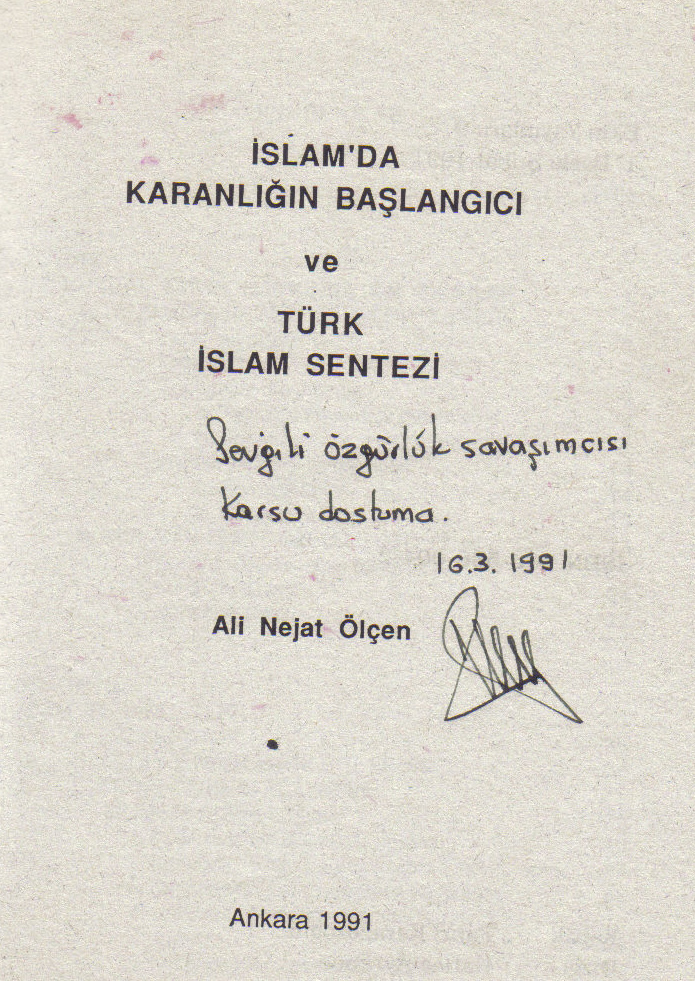 İSLAM'DA
KARANLIĞIN BAŞLANGICI
ve
TÜRK
İSLAM SENTEZİ
Sevgili özgürlük savaşımcısı
Karsu dostuma.
16.3.1991
Ali Nejat Ölçen
Ankara 1991